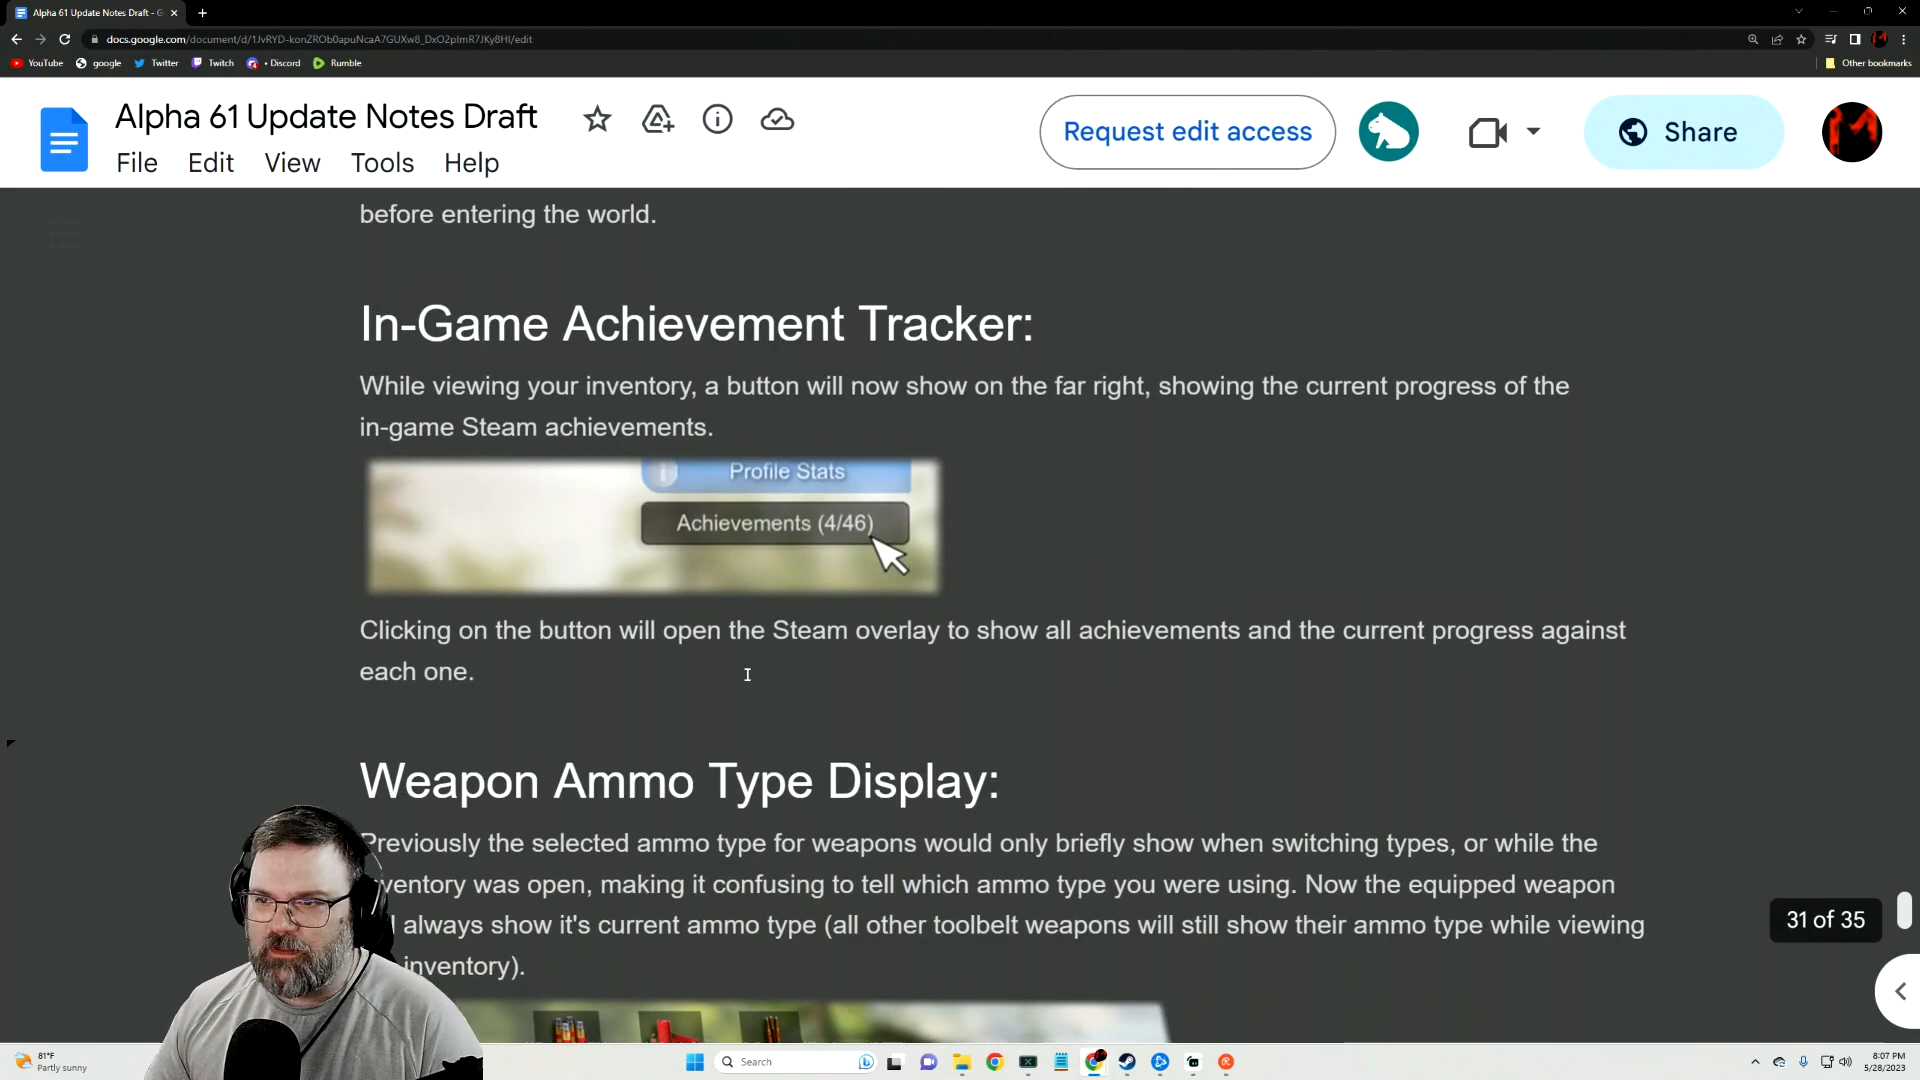 Alpha 61 Update Notes Draft - G
docs.google.com/document/d/1JvRYD-konZROb0apuNcaA7GUXw8_DxO2plmR7JKy8HI/edit
YouTube google Twitter Twitch • Discord Rumble Other bookmarks
Alpha 61 Update Notes Draft
Request edit access
Share
File Edit View Tools Help
before entering the world.
In-Game Achievement Tracker:
While viewing your inventory, a button will now show on the far right, showing the current progress of the
in-game Steam achievements.
Profile Stats
Achievements (4/46)
Clicking on the button will open the Steam overlay to show all achievements and the current progress against
each one.
Weapon Ammo Type Display:
Previously the selected ammo type for weapons would only briefly show when switching types, or while the
ventory was open, making it confusing to tell which ammo type you were using. Now the equipped weapon
always show it's current ammo type (all other toolbelt weapons will still show their ammo type while viewing
inventory).
31 of 35
81°F
Partly sunny
Search
8:07 PM
5/28/2023